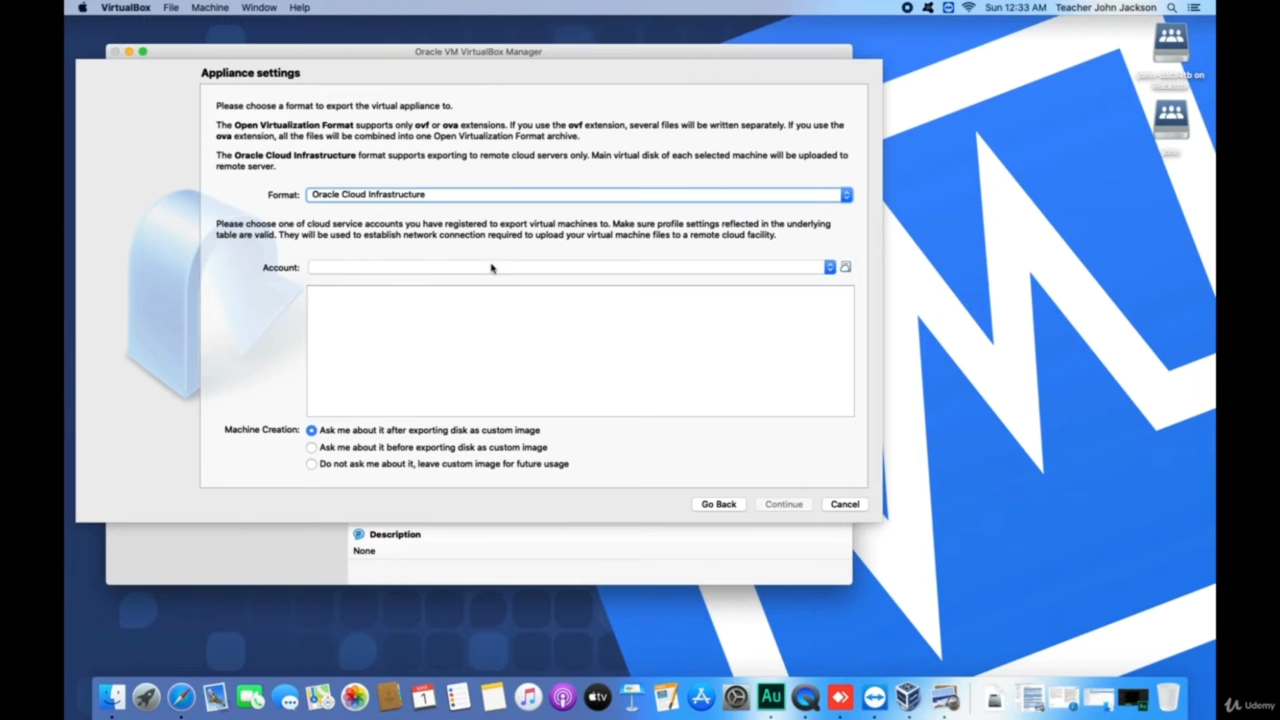 VirtualBox File Machine Window Help
Sun 12:33 AM Teacher John Jackson
Oracle VM VirtualBox Manager
Appliance settings
Please choose a format to export the virtual appliance to.
The Open Virtualization Format supports only ovf or ova extensions. If you use the ovf extension, several files will be written separately. If you use the
ova extension, all the files will be combined into one Open Virtualization Format archive.
The Oracle Cloud Infrastructure format supports exporting to remote cloud servers only. Main virtual disk of each selected machine will be uploaded to
remote server.
Format: Oracle Cloud Infrastructure
Please choose one of cloud service accounts you have registered to export virtual machines to. Make sure profile settings reflected in the underlying
table are valid. They will be used to establish network connection required to upload your virtual machine files to a remote cloud facility.
Account:
Machine Creation: Ask me about it after exporting disk as custom image
Ask me about it before exporting disk as custom image
Do not ask me about it, leave custom image for future usage
Go Back Continue Cancel
Description
None
tv
Au
Udemy